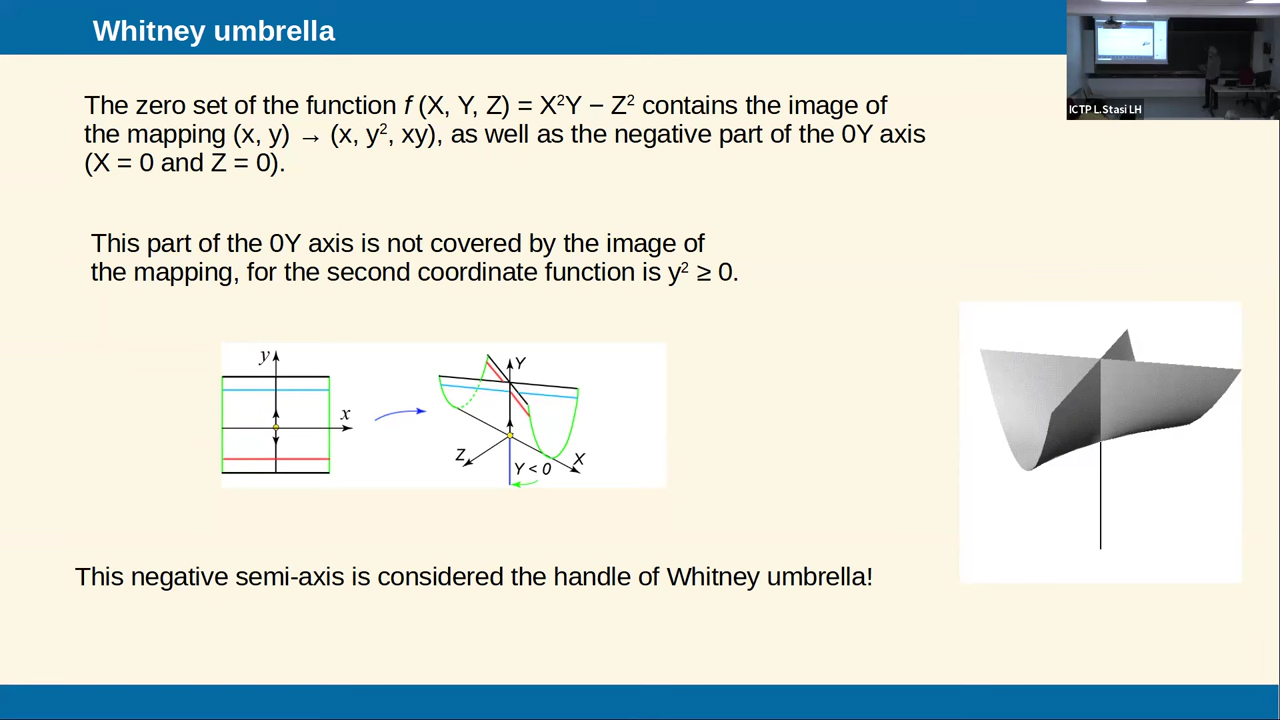 Whitney umbrella
ICTP L.Stasi LH
The zero set of the function f (X, Y, Z) = X²Y − Z² contains the image of
the mapping (x, y) → (x, y², xy), as well as the negative part of the 0Y axis
(X = 0 and Z = 0).
This part of the 0Y axis is not covered by the image of
the mapping, for the second coordinate function is y² ≥ 0.
y
x
Y
Z
X
Y < 0
This negative semi-axis is considered the handle of Whitney umbrella!